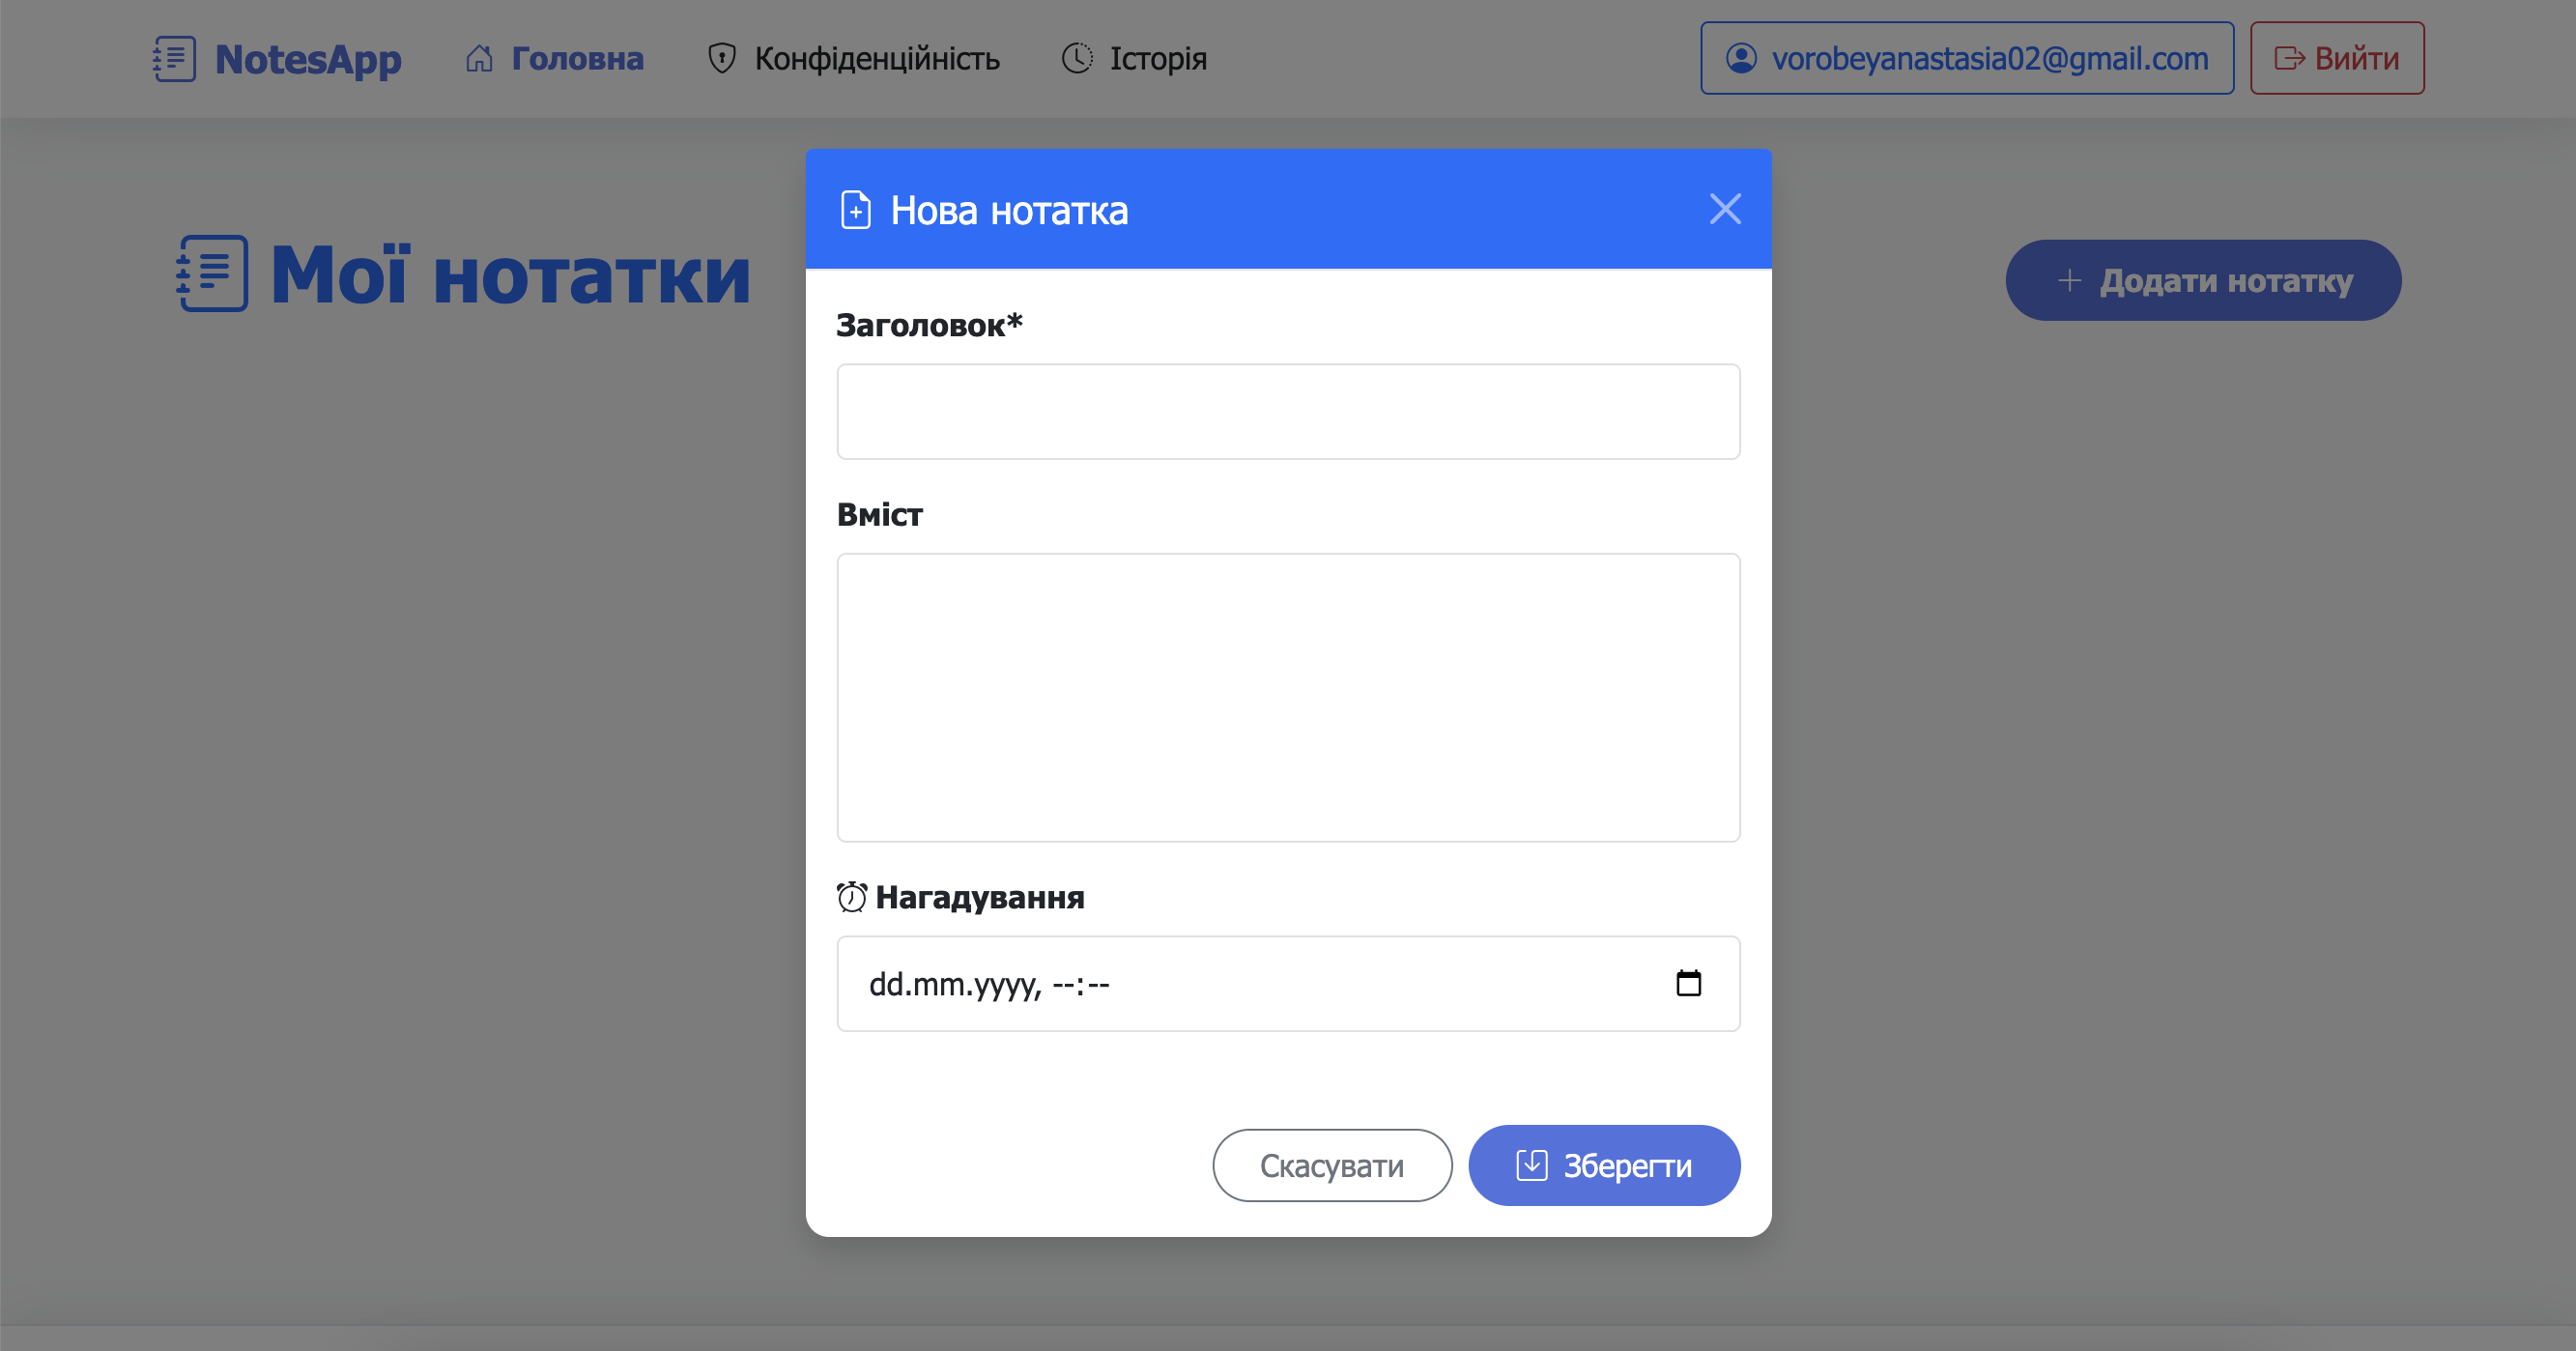 NotesApp Головна Конфіденційність Історія vorobeyanastasia02@gmail.com Вийти
Мої нотатки
+ Додати нотатку
Нова нотатка
Заголовок*
Вміст
Нагадування
dd.mm.yyyy, --:--
Скасувати Зберегти